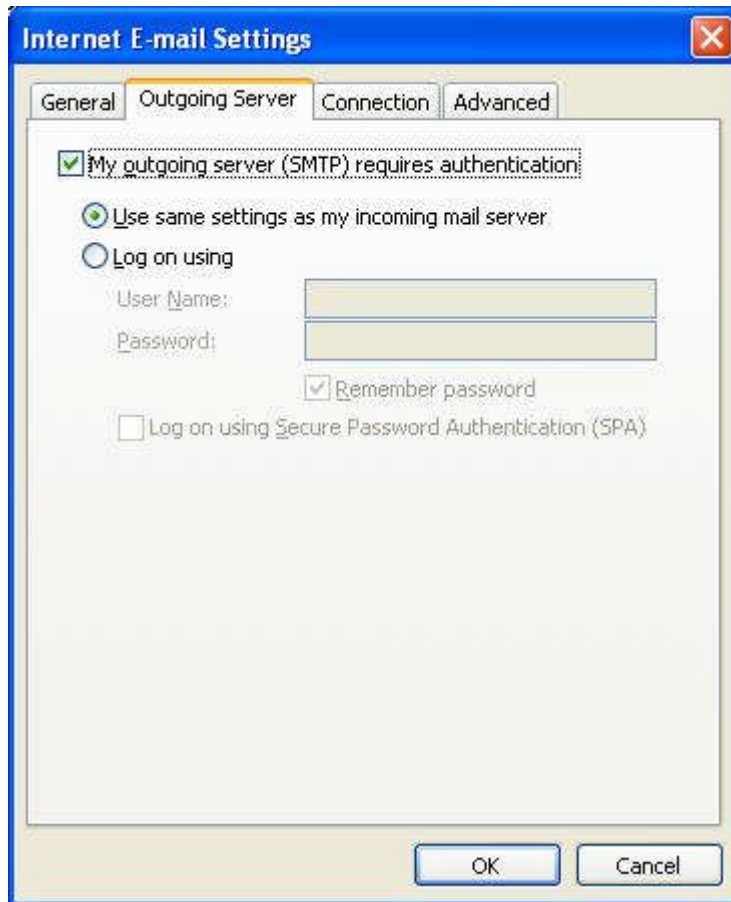 Internet E-mail Settings
General Outgoing Server Connection Advanced
My outgoing server (SMTP) requires authentication
Use same settings as my incoming mail server
Log on using
User Name:
Password:
Remember password
Log on using Secure Password Authentication (SPA)
OK Cancel